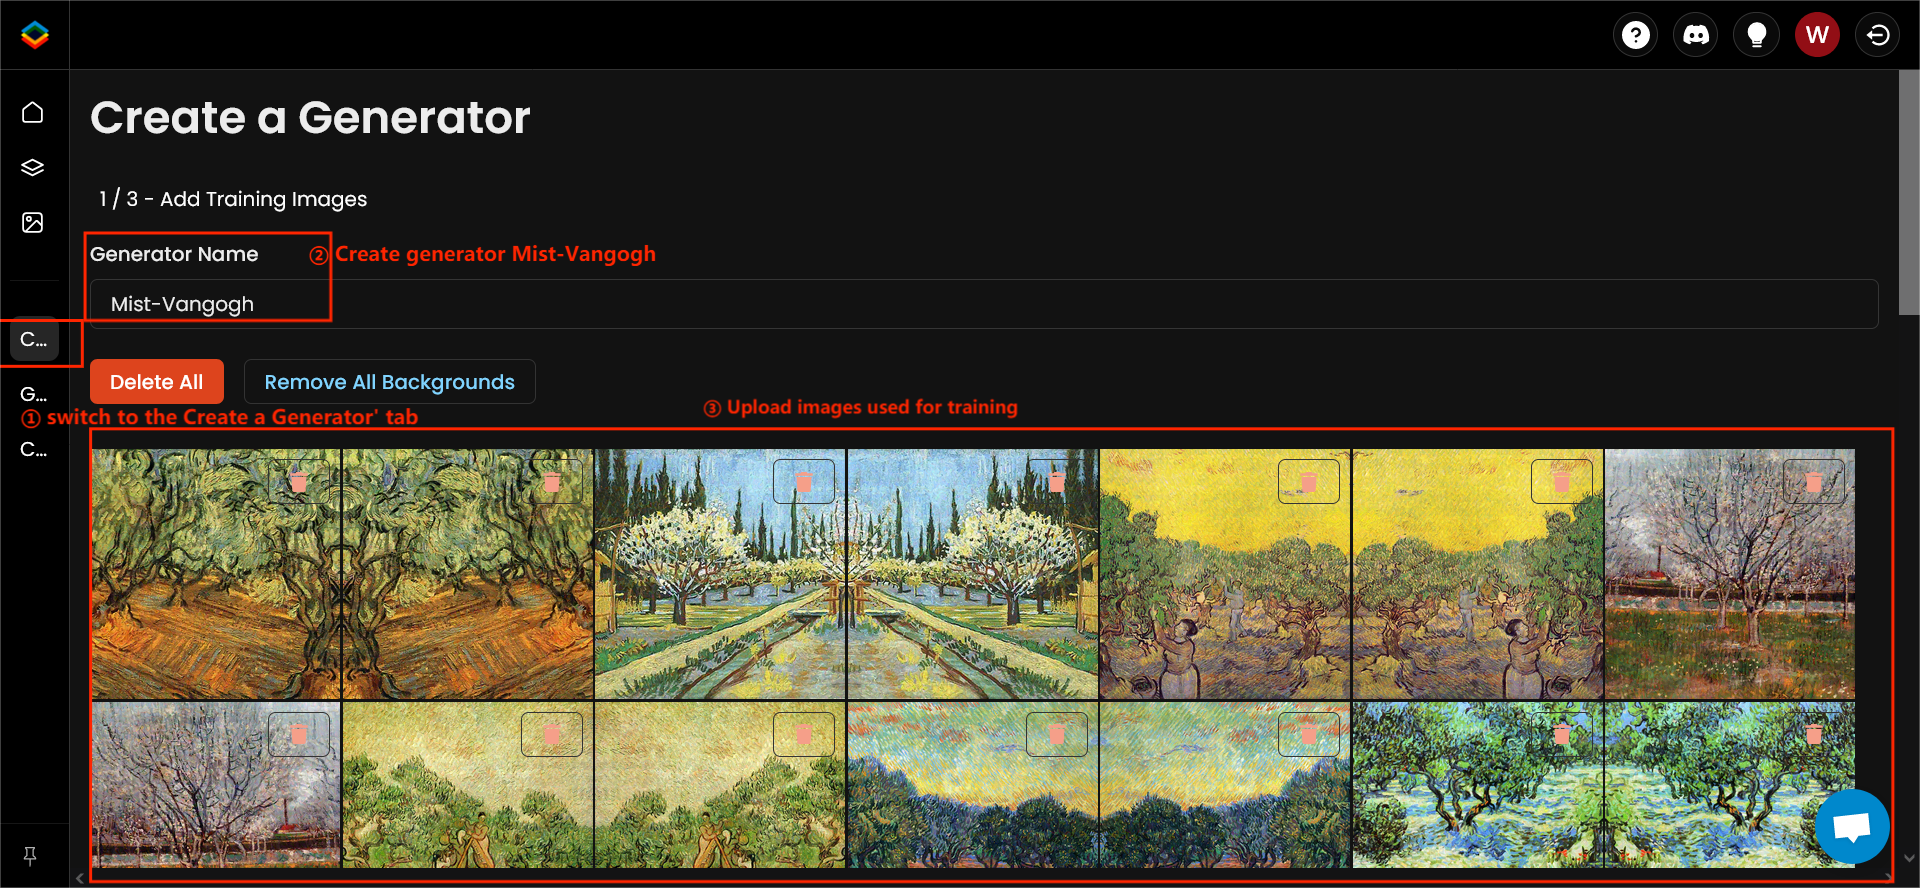 W
Create a Generator
1 / 3 - Add Training Images
Generator Name
② Create generator Mist-Vangogh
Mist-Vangogh
C...
Delete All
Remove All Backgrounds
G...
① switch to the Create a Generator' tab
③ Upload images used for training
C...